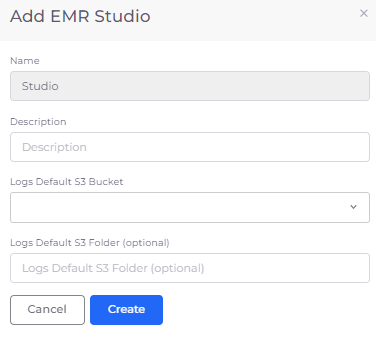 Add EMR Studio
×
Name
Studio
Description
Description
Logs Default S3 Bucket
Logs Default S3 Folder (optional)
Logs Default S3 Folder (optional)
Cancel
Create